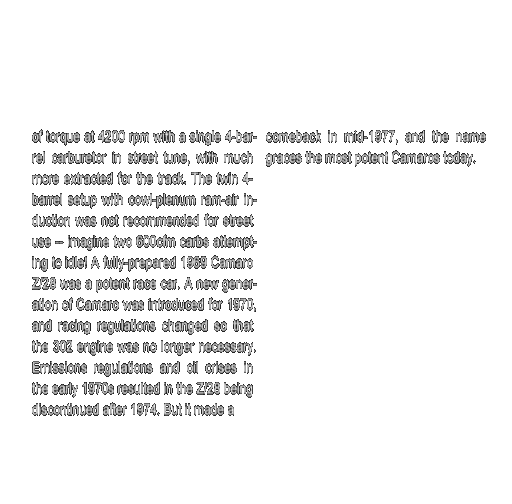 of torque at 4200 rpm with a single 4-bar-
rel carburetor in street tune, with much
more extracted for the track. The twin 4-
barrel setup with cowl-plenum ram-air in-
duction was not recommended for street
use – imagine two 600cfm carbs attempt-
ing to idle! A fully-prepared 1969 Camaro
Z/28 was a potent race car. A new gener-
ation of Camaro was introduced for 1970,
and racing regulations changed so that
the 302 engine was no longer necessary.
Emissions regulations and oil crises in
the early 1970s resulted in the Z/28 being
discontinued after 1974. But it made a
comeback in mid-1977, and the name
graces the most potent Camaros today.